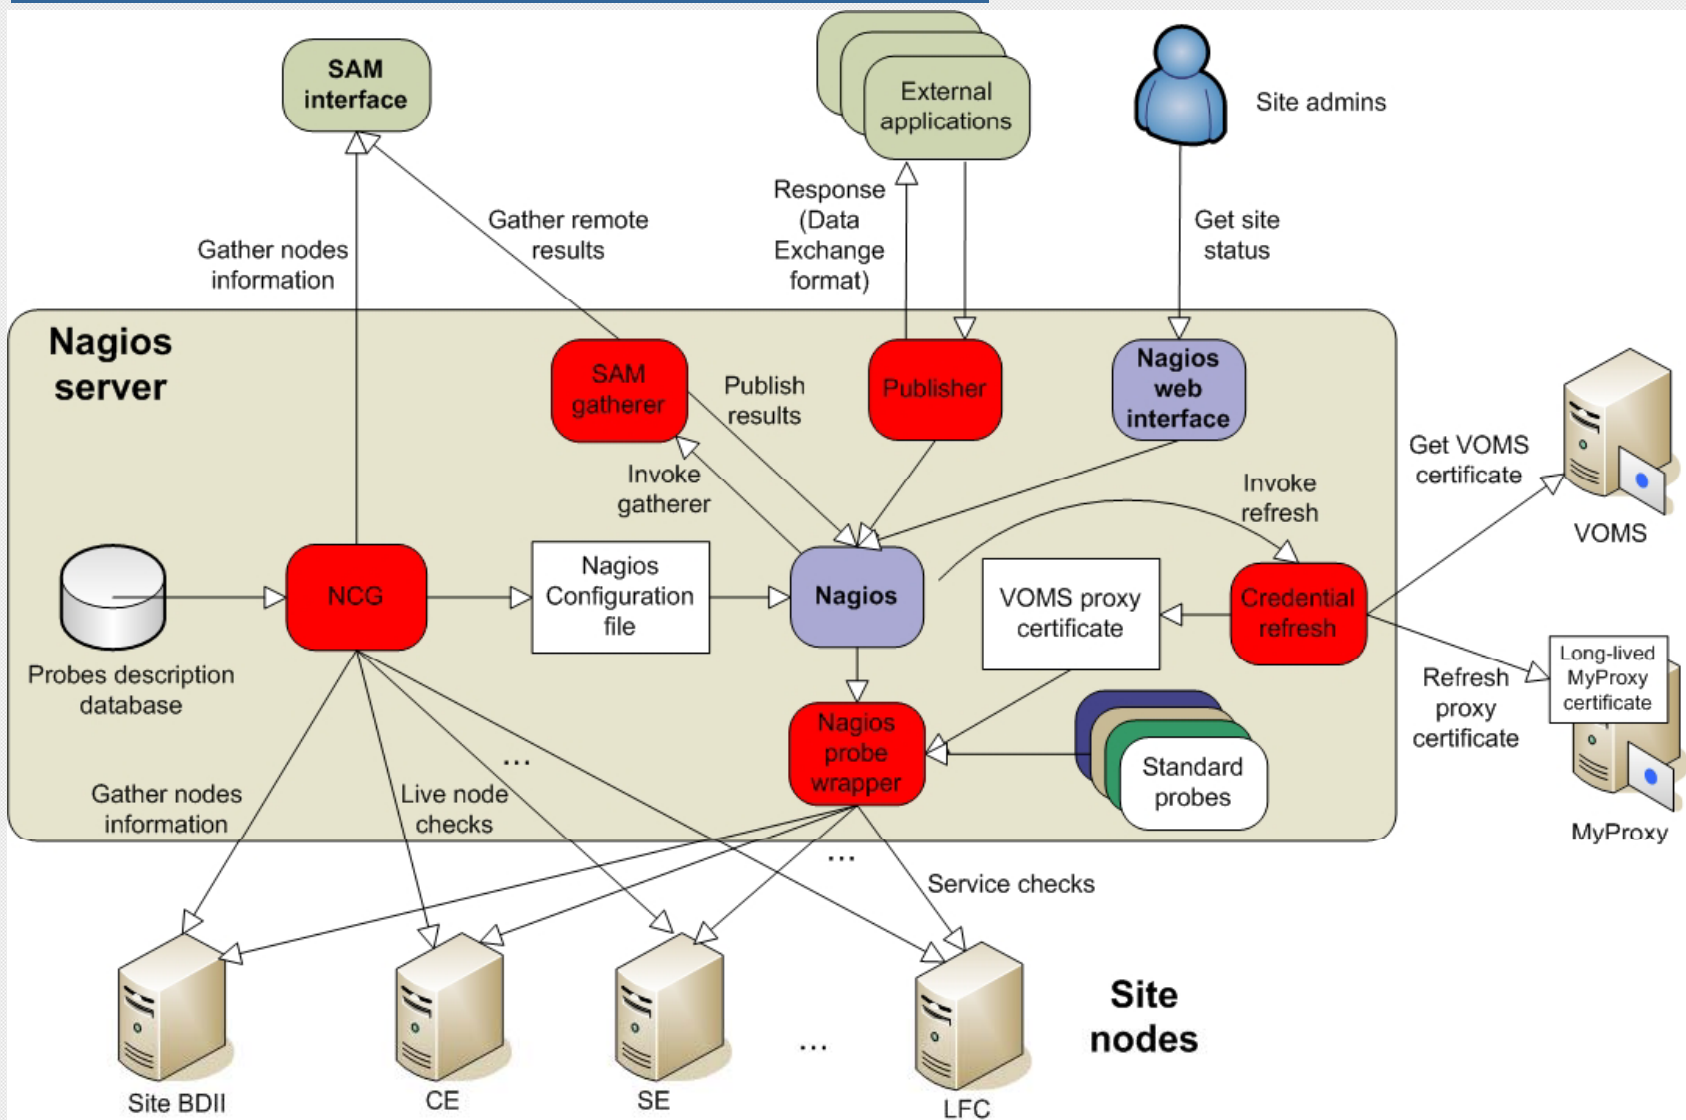 SAM
interface
External
applications
Site admins
Response
(Data
Exchange
format)
Gather remote
results
Get site
status
Gather nodes
information
Nagios
server
SAM
gatherer
Publish
results
Publisher
Nagios
web
interface
Get VOMS
certificate
Invoke
gatherer
Invoke
refresh
VOMS
NCG
Nagios
Configuration
file
Nagios
VOMS proxy
certificate
Credential
refresh
Probes description
database
Long-lived
MyProxy
certificate
Refresh
proxy
certificate
Nagios
probe
wrapper
...
Standard
probes
Gather nodes
information
Live node
checks
MyProxy
...
Service checks
Site
nodes
...
Site BDII
CE
SE
LFC